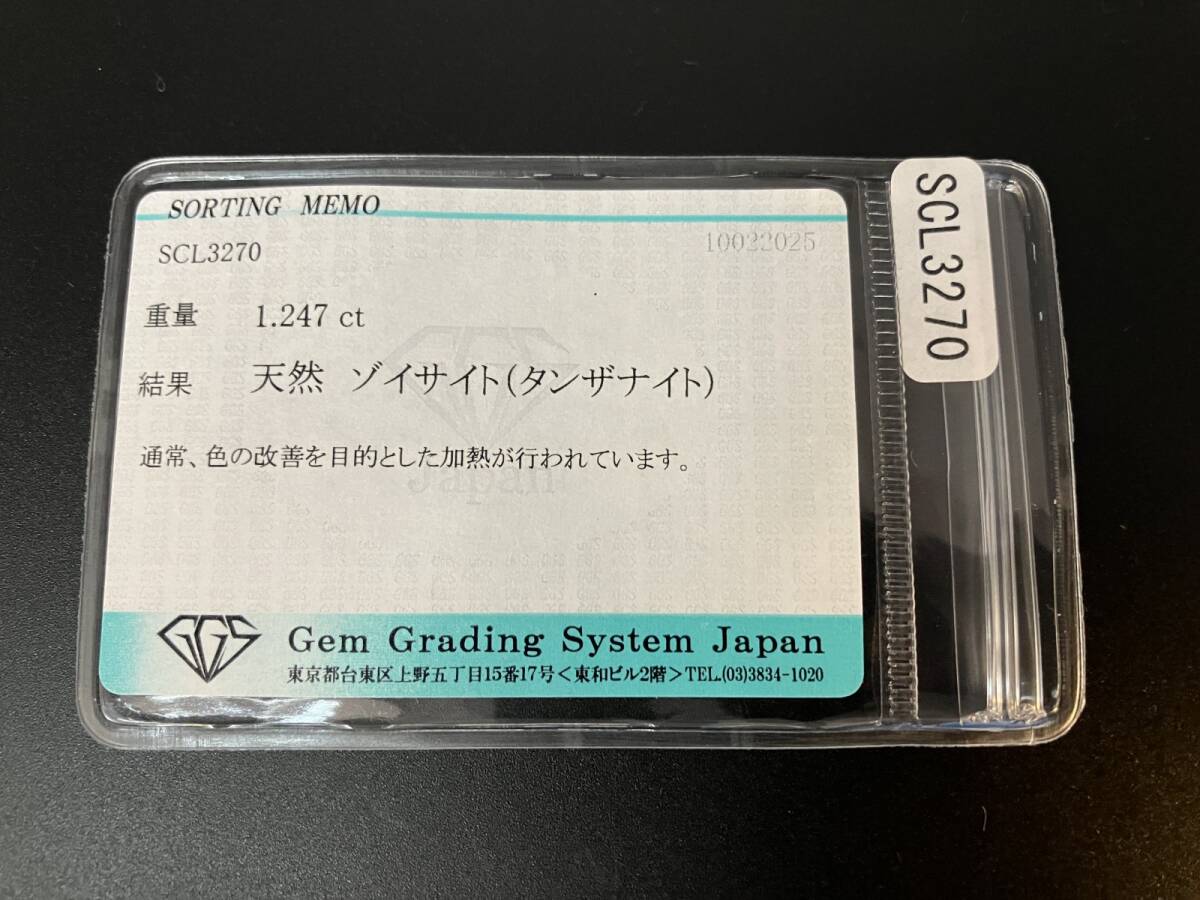 SORTING MEMO
SCL3270
10022025
重量 1.247 ct
結果 天然 ゾイサイト(タンザナイト)
通常、色の改善を目的とした加熱が行われています。
Japan
GGS Gem Grading System Japan
東京都台東区上野五丁目15番17号<東和ビル2階>TEL.(03)3834-1020
SCL3270